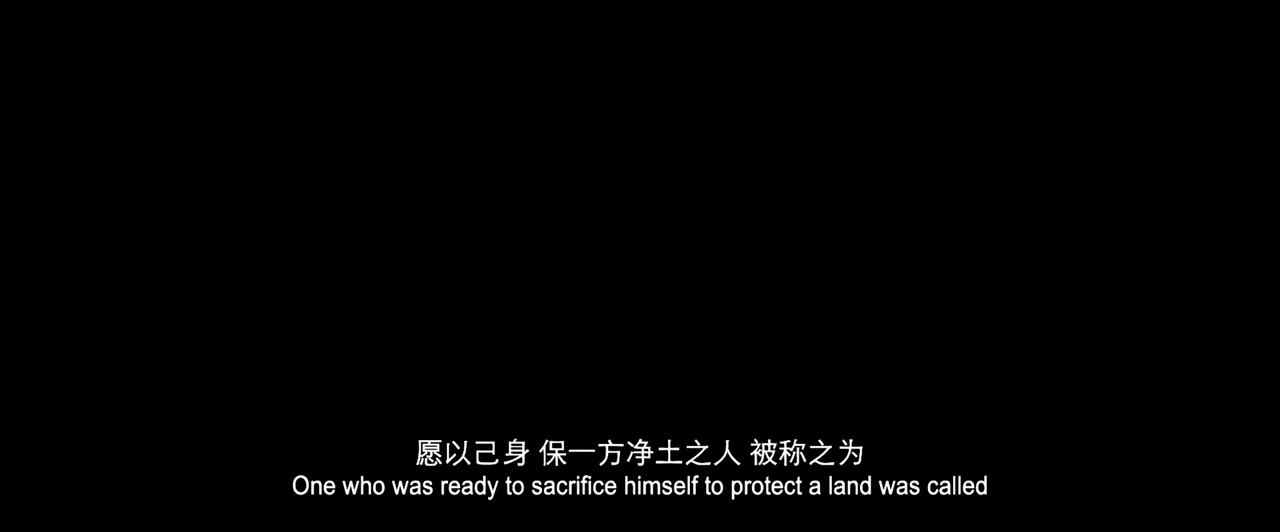 愿以己身 保一方净土之人 被称之为
One who was ready to sacrifice himself to protect a land was called